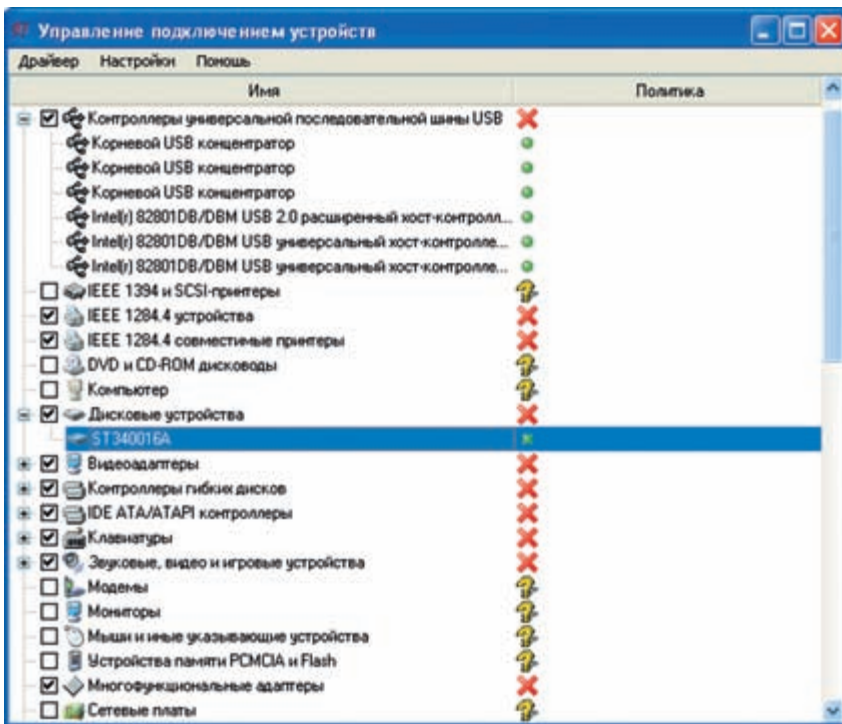 Управление подключением устройств
Драйвер Настройки Помошь
Имя Политика
Контроллеры универсальной последовательной шины USB
Корневой USB концентратор
Корневой USB концентратор
Корневой USB концентратор
Intel(r) 82801DB/DBM USB 2.0 расширенный хост-контролл...
Intel(r) 82801DB/DBM USB универсальный хост-контролле...
Intel(r) 82801DB/DBM USB универсальный хост-контролле...
IEEE 1394 и SCSI-принтеры
IEEE 1284.4 устройства
IEEE 1284.4 совместимые принтеры
DVD и CD-ROM дисководы
Компьютер
Дисковые устройства
ST340016A
Видеоадаптеры
Контроллеры гибких дисков
IDE ATA/ATAPI контроллеры
Клавиатуры
Звуковые, видео и игровые устройства
Модемы
Мониторы
Мыши и иные указывающие устройства
Устройства памяти PCMCIA и Flash
Многофункциональные адаптеры
Сетевые платы